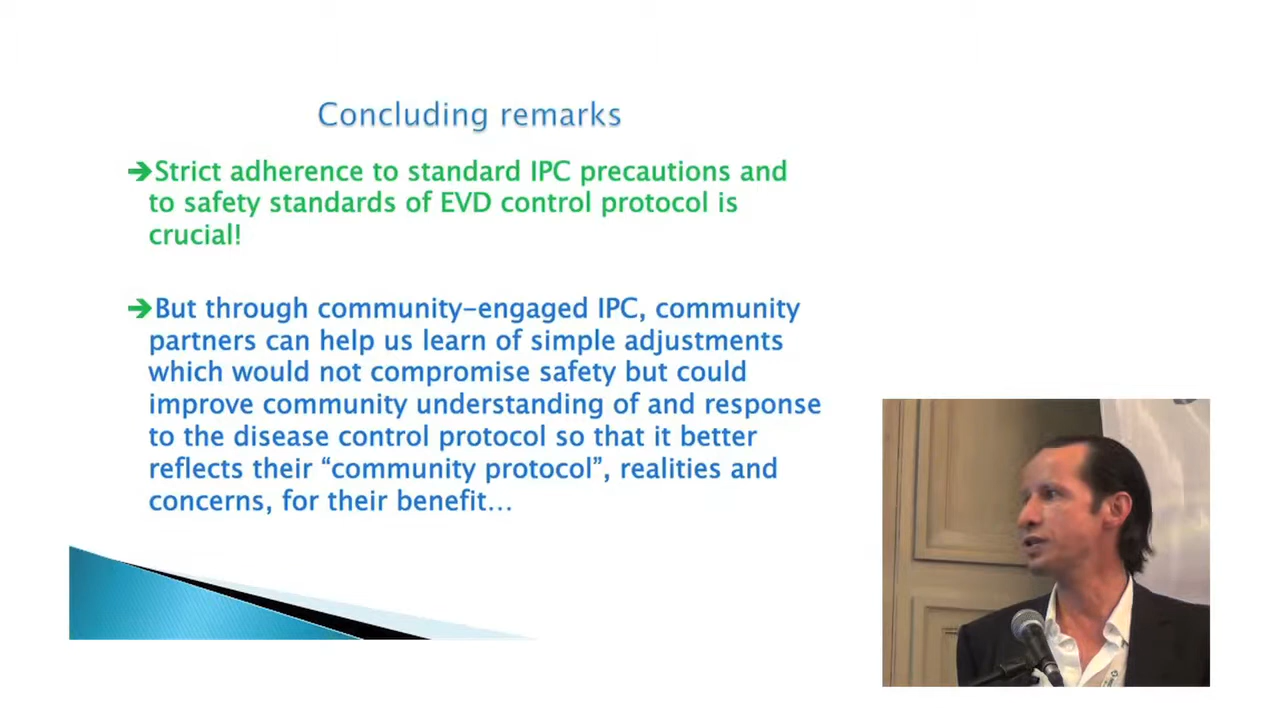 Concluding remarks
➔Strict adherence to standard IPC precautions and
to safety standards of EVD control protocol is
crucial!
➔But through community-engaged IPC, community
partners can help us learn of simple adjustments
which would not compromise safety but could
improve community understanding of and response
to the disease control protocol so that it better
reflects their “community protocol”, realities and
concerns, for their benefit…